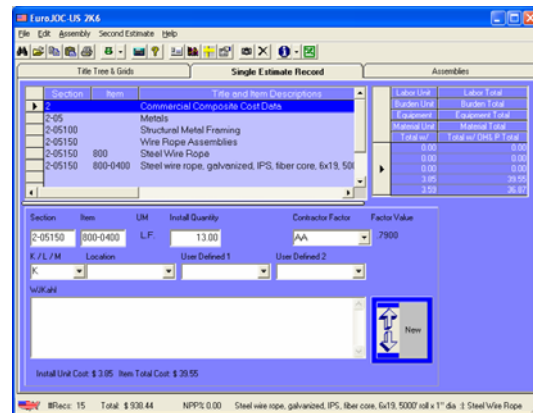 EuroJOC-US 2K6
File Edit Assembly Second Estimate Help
Title Tree & Grids Single Estimate Record Assemblies
Section Item Title and Item Descriptions
2 Commercial Composite Cost Data
2-05 Metals
2-05100 Structural Metal Framing
2-05150 Wire Rope Assemblies
2-05150 800 Steel Wire Rope
2-05150 800-0400 Steel wire rope, galvanized, IPS, fiber core, 6x19, 500
Labor Unit Labor Total
Burden Unit Burden Total
Equipment Equipment Total
Material Unit Material Total
Total w/ Total w/ OH& P Total
0.00 0.00
0.00 0.00
0.00 0.00
3.85 39.55
3.59 36.87
Section Item UM Install Quantity Contractor Factor Factor Value
2-05150 800-0400 L.F. 13.00 AA .7900
K / L / M Location User Defined 1 User Defined 2
K
WJKahl
New
Install Unit Cost: $ 3.85 Item Total Cost: $ 39.55
#Recs: 15 Total: $ 938.44 NPP% 0.00 Steel wire rope, galvanized, IPS, fiber core, 6x19, 5000' roll x 1" dia ‡ Steel Wire Rope